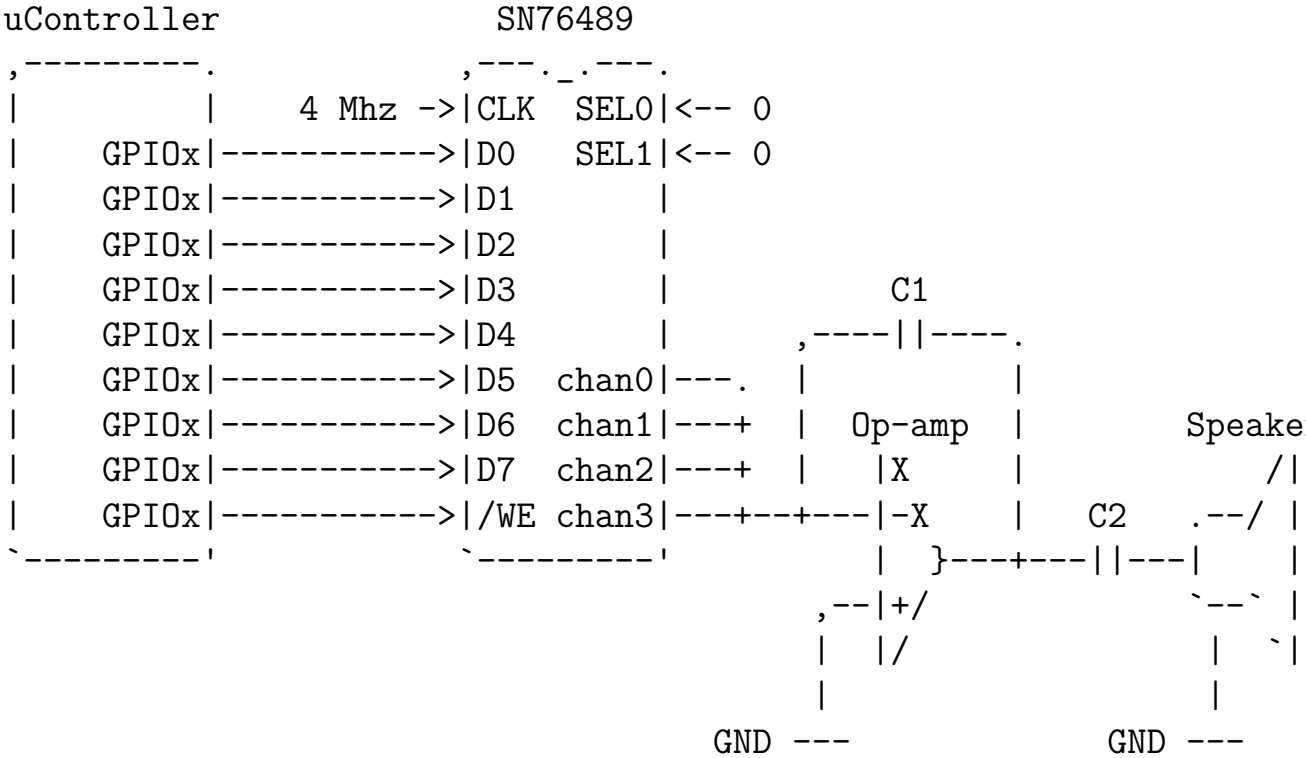 uController SN76489
,---------. ,---._.---.
| | 4 Mhz ->|CLK SEL0|<-- 0
| GPIOx|----------->|D0 SEL1|<-- 0
| GPIOx|----------->|D1 |
| GPIOx|----------->|D2 |
| GPIOx|----------->|D3 | C1
| GPIOx|----------->|D4 | ,----||----.
| GPIOx|----------->|D5 chan0|---. | |
| GPIOx|----------->|D6 chan1|---+ | Op-amp | Speake
| GPIOx|----------->|D7 chan2|---+ | |X | /|
| GPIOx|----------->|/WE chan3|---+--+---|-X | C2 .--/ |
`---------' `---------' | }---+---||---| |
,--|+/ `--` |
| |/ | `|
| |
GND --- GND ---